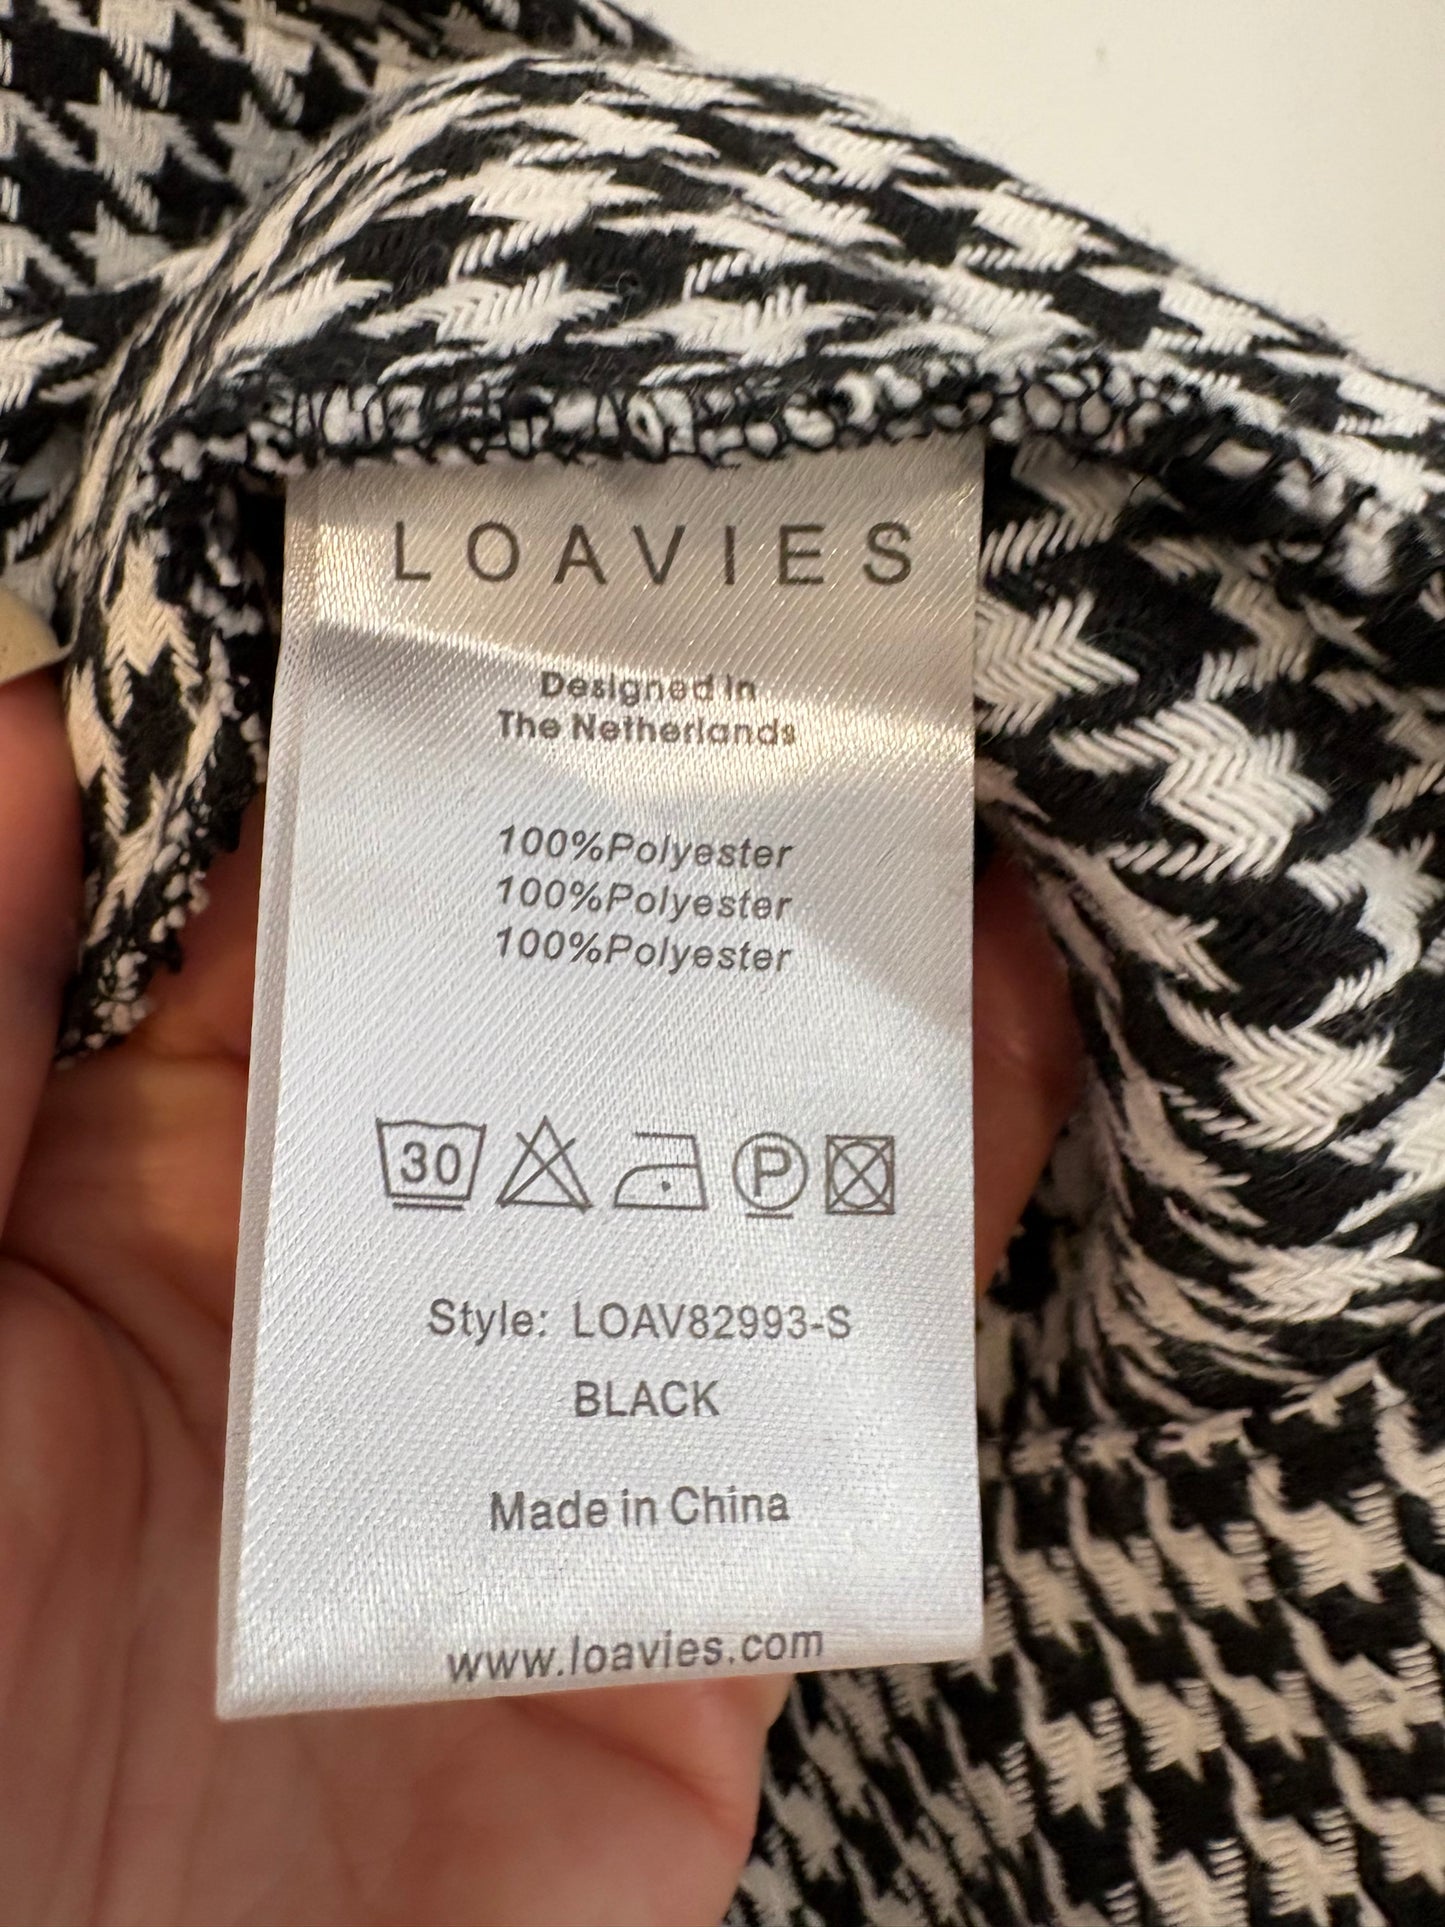 LOAVIES
Designed in
The Netherlands
100%Polyester
100%Polyester
100%Polyester
30 P
Style: LOAV82993-S
BLACK
Made in China
www.loavies.com